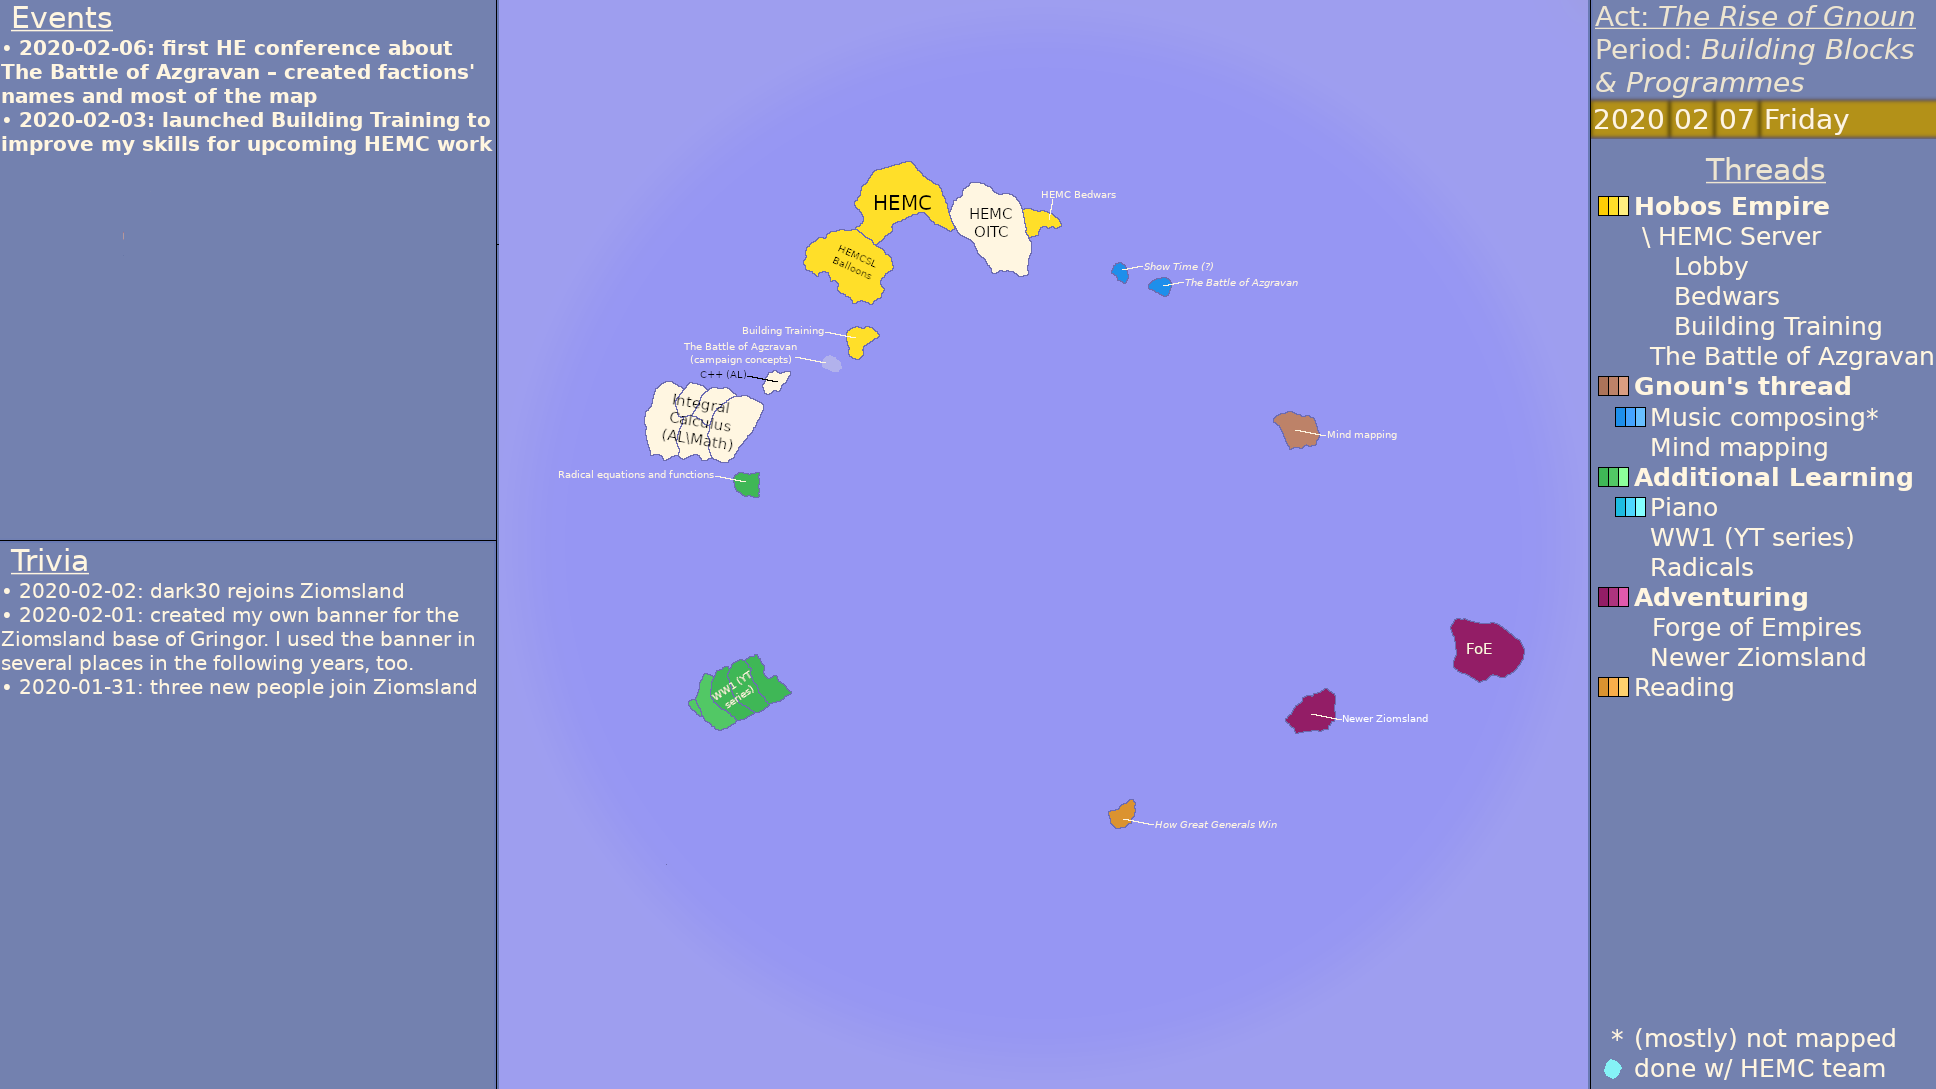 Events
• 2020-02-06: first HE conference about
The Battle of Azgravan – created factions'
names and most of the map
• 2020-02-03: launched Building Training to
improve my skills for upcoming HEMC work
Trivia
• 2020-02-02: dark30 rejoins Ziomsland
• 2020-02-01: created my own banner for the
Ziomsland base of Gringor. I used the banner in
several places in the following years, too.
• 2020-01-31: three new people join Ziomsland
HEMC
HEMC
OITC
HEMC Bedwars
HEMCSL
Balloons
Show Time (?)
The Battle of Azgravan
Building Training
The Battle of Agzravan
(campaign concepts)
C++ (AL)
Integral
Calculus
(AL\Math)
Radical equations and functions
Mind mapping
WW1 (YT
series)
FoE
Newer Ziomsland
How Great Generals Win
Act: The Rise of Gnoun
Period: Building Blocks
& Programmes
2020 02 07 Friday
Threads
Hobos Empire
\ HEMC Server
Lobby
Bedwars
Building Training
The Battle of Azgravan
Gnoun's thread
Music composing*
Mind mapping
Additional Learning
Piano
WW1 (YT series)
Radicals
Adventuring
Forge of Empires
Newer Ziomsland
Reading
* (mostly) not mapped
done w/ HEMC team